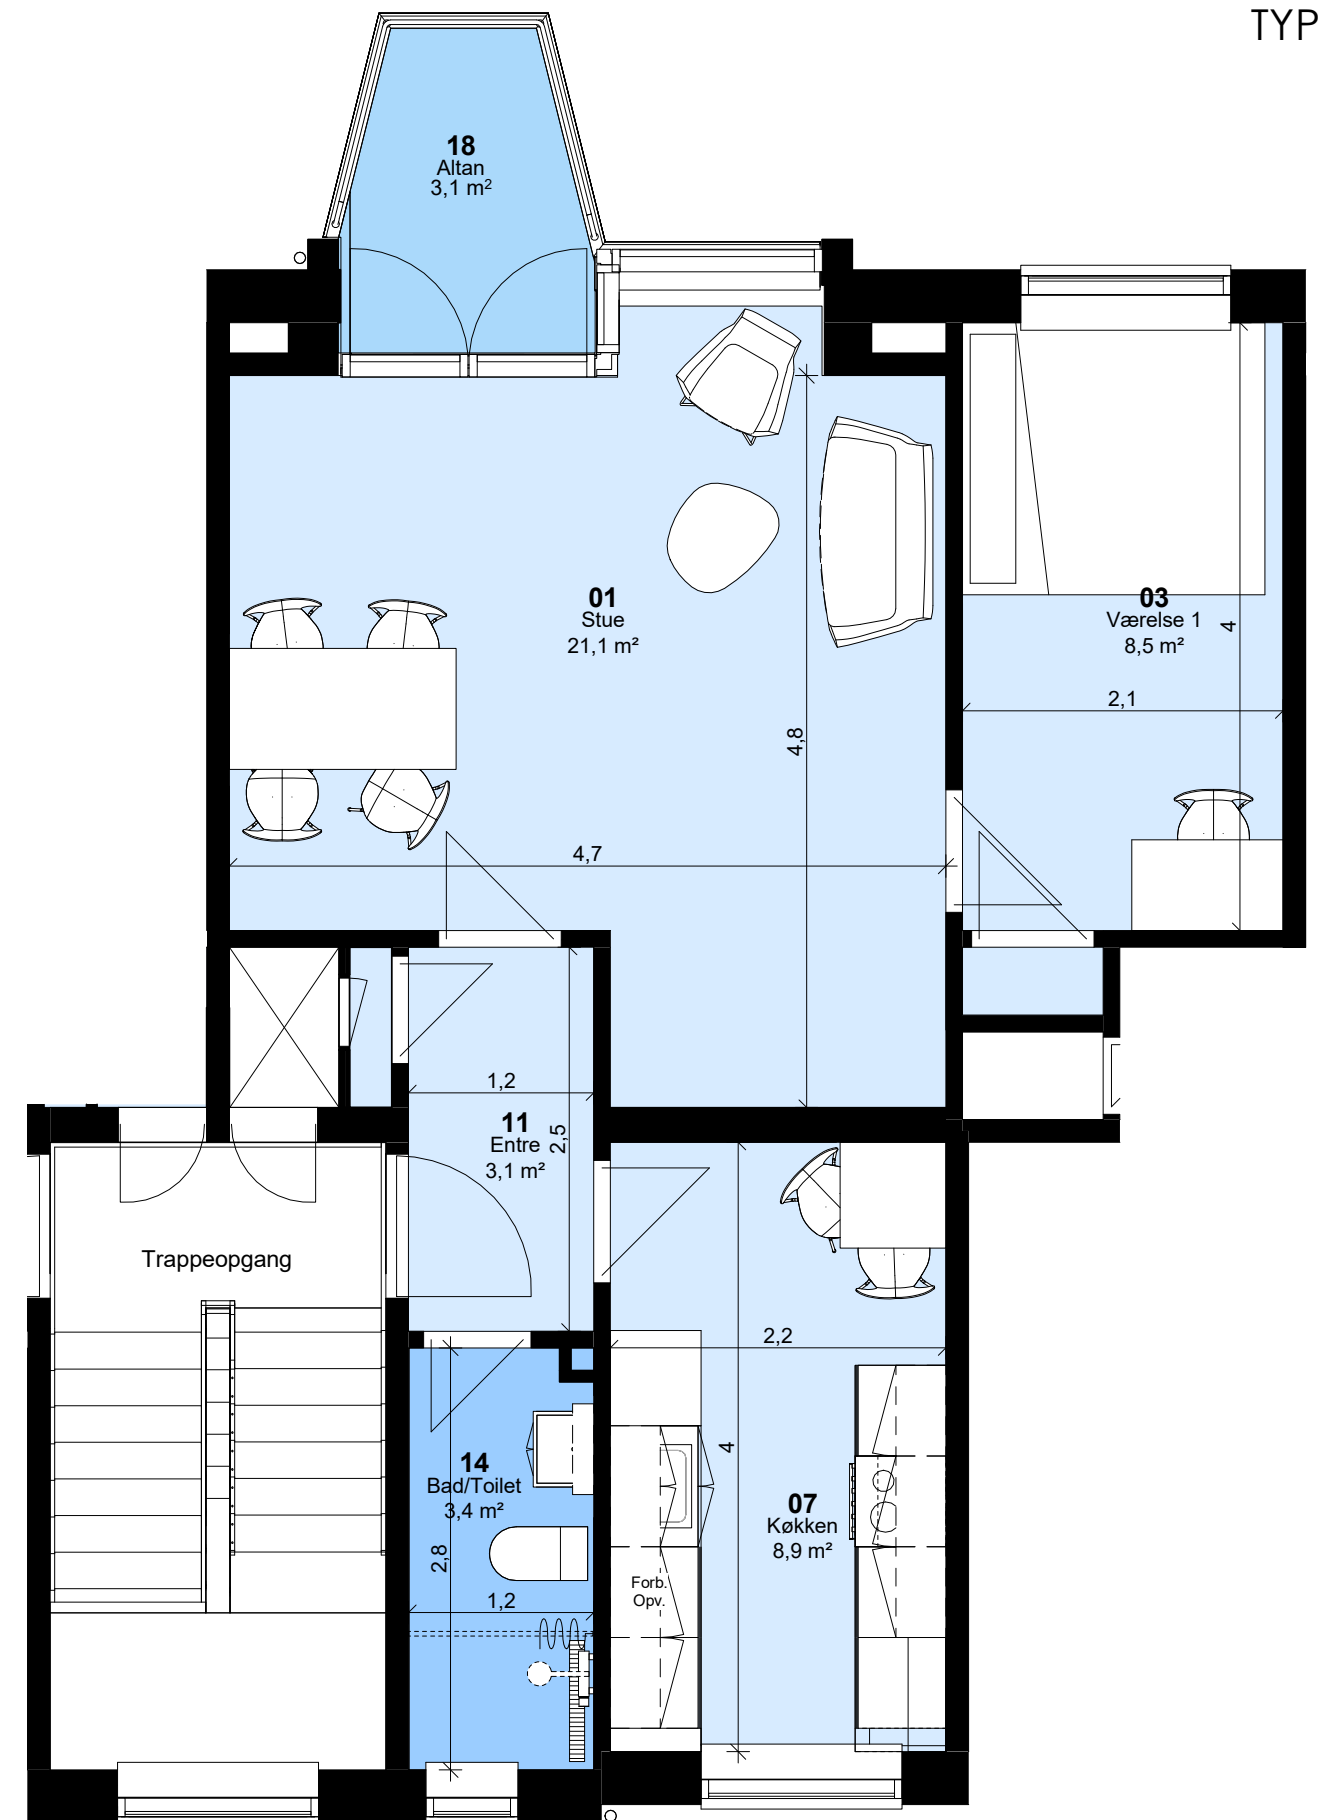 TYP
18
Altan
3,1 m²
01
Stue
21,1 m²
03
Værelse 1
8,5 m²
4
2,1
4,8
4,7
1,2
11
Entre
3,1 m²
2,5
Trappeopgang
2,2
4
14
Bad/Toilet
3,4 m²
2,8
1,2
07
Køkken
8,9 m²
Forb.
Opv.